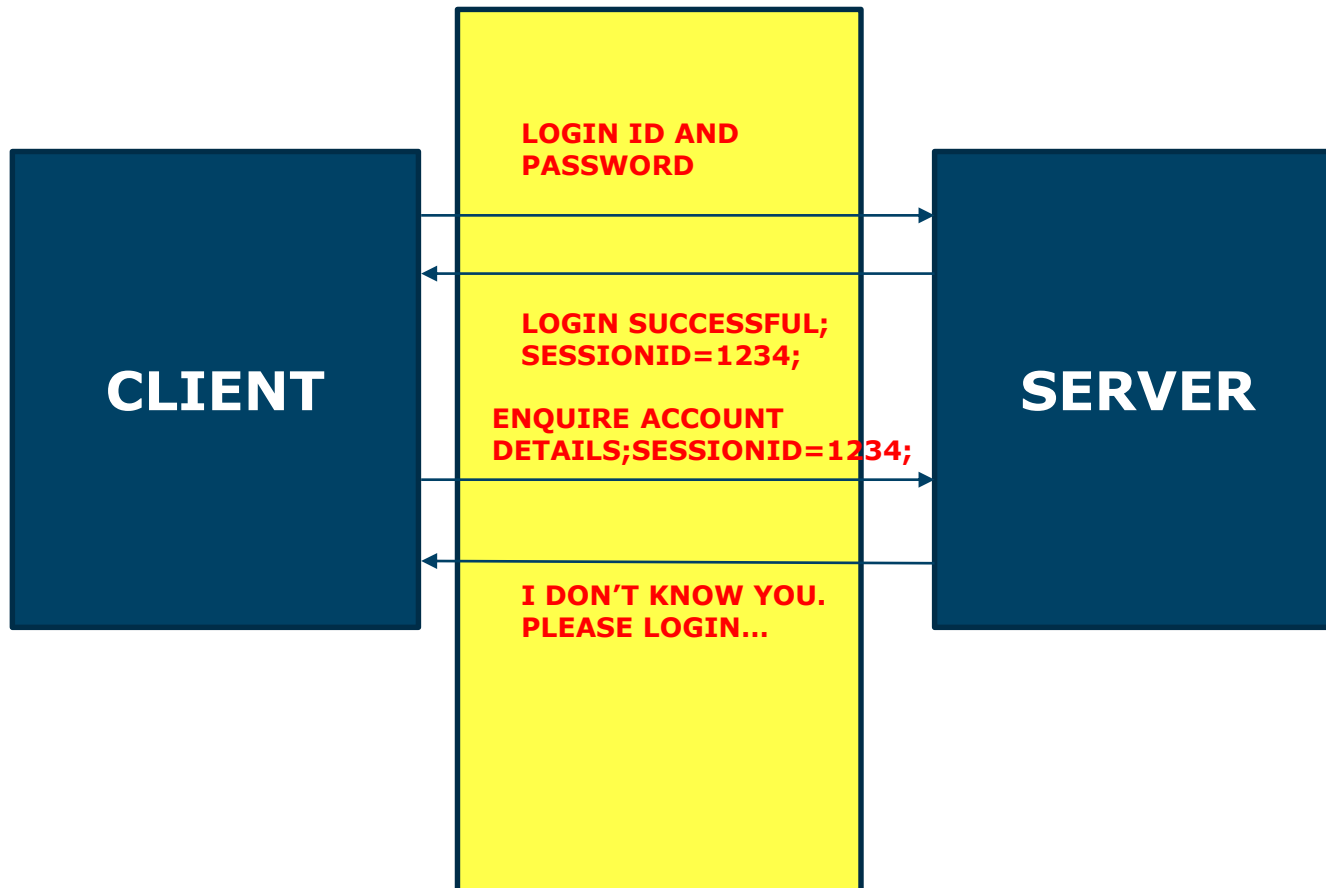 LOGIN ID AND
PASSWORD
LOGIN SUCCESSFUL;
SESSIONID=1234;
CLIENT
SERVER
ENQUIRE ACCOUNT
DETAILS;SESSIONID=1234;
I DON’T KNOW YOU.
PLEASE LOGIN…